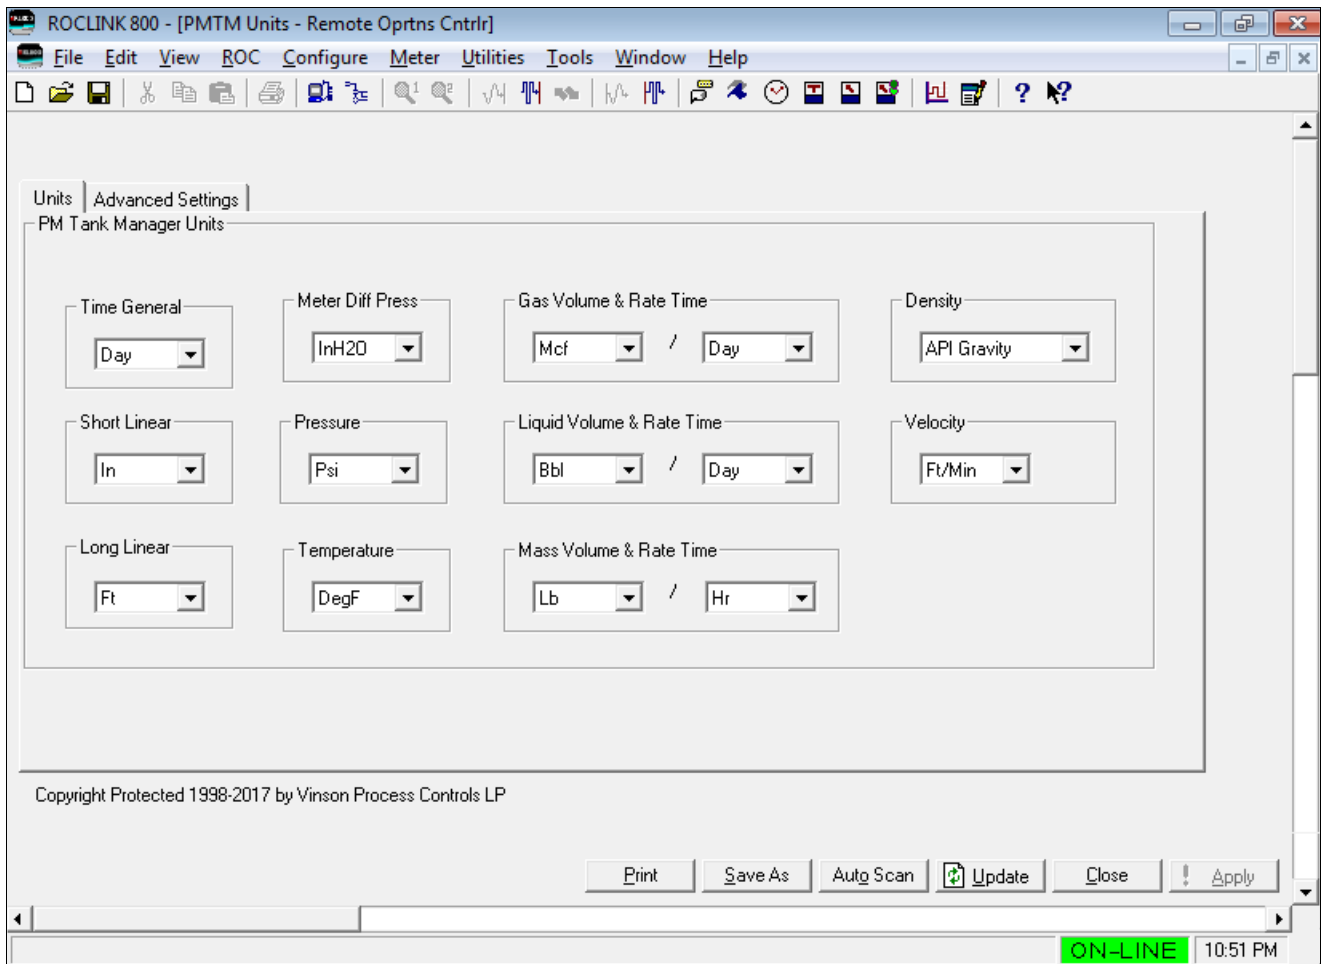 ROCLINK 800 - [PMTM Units - Remote Oprtns Cntrlr]
File Edit View ROC Configure Meter Utilities Tools Window Help
Units Advanced Settings
PM Tank Manager Units
Time General Meter Diff Press Gas Volume & Rate Time Density
Day InH2O Mcf / Day API Gravity
Short Linear Pressure Liquid Volume & Rate Time Velocity
In Psi Bbl / Day Ft/Min
Long Linear Temperature Mass Volume & Rate Time
Ft DegF Lb / Hr
Copyright Protected 1998-2017 by Vinson Process Controls LP
Print Save As Auto Scan Update Close ! Apply
ON-LINE 10:51 PM